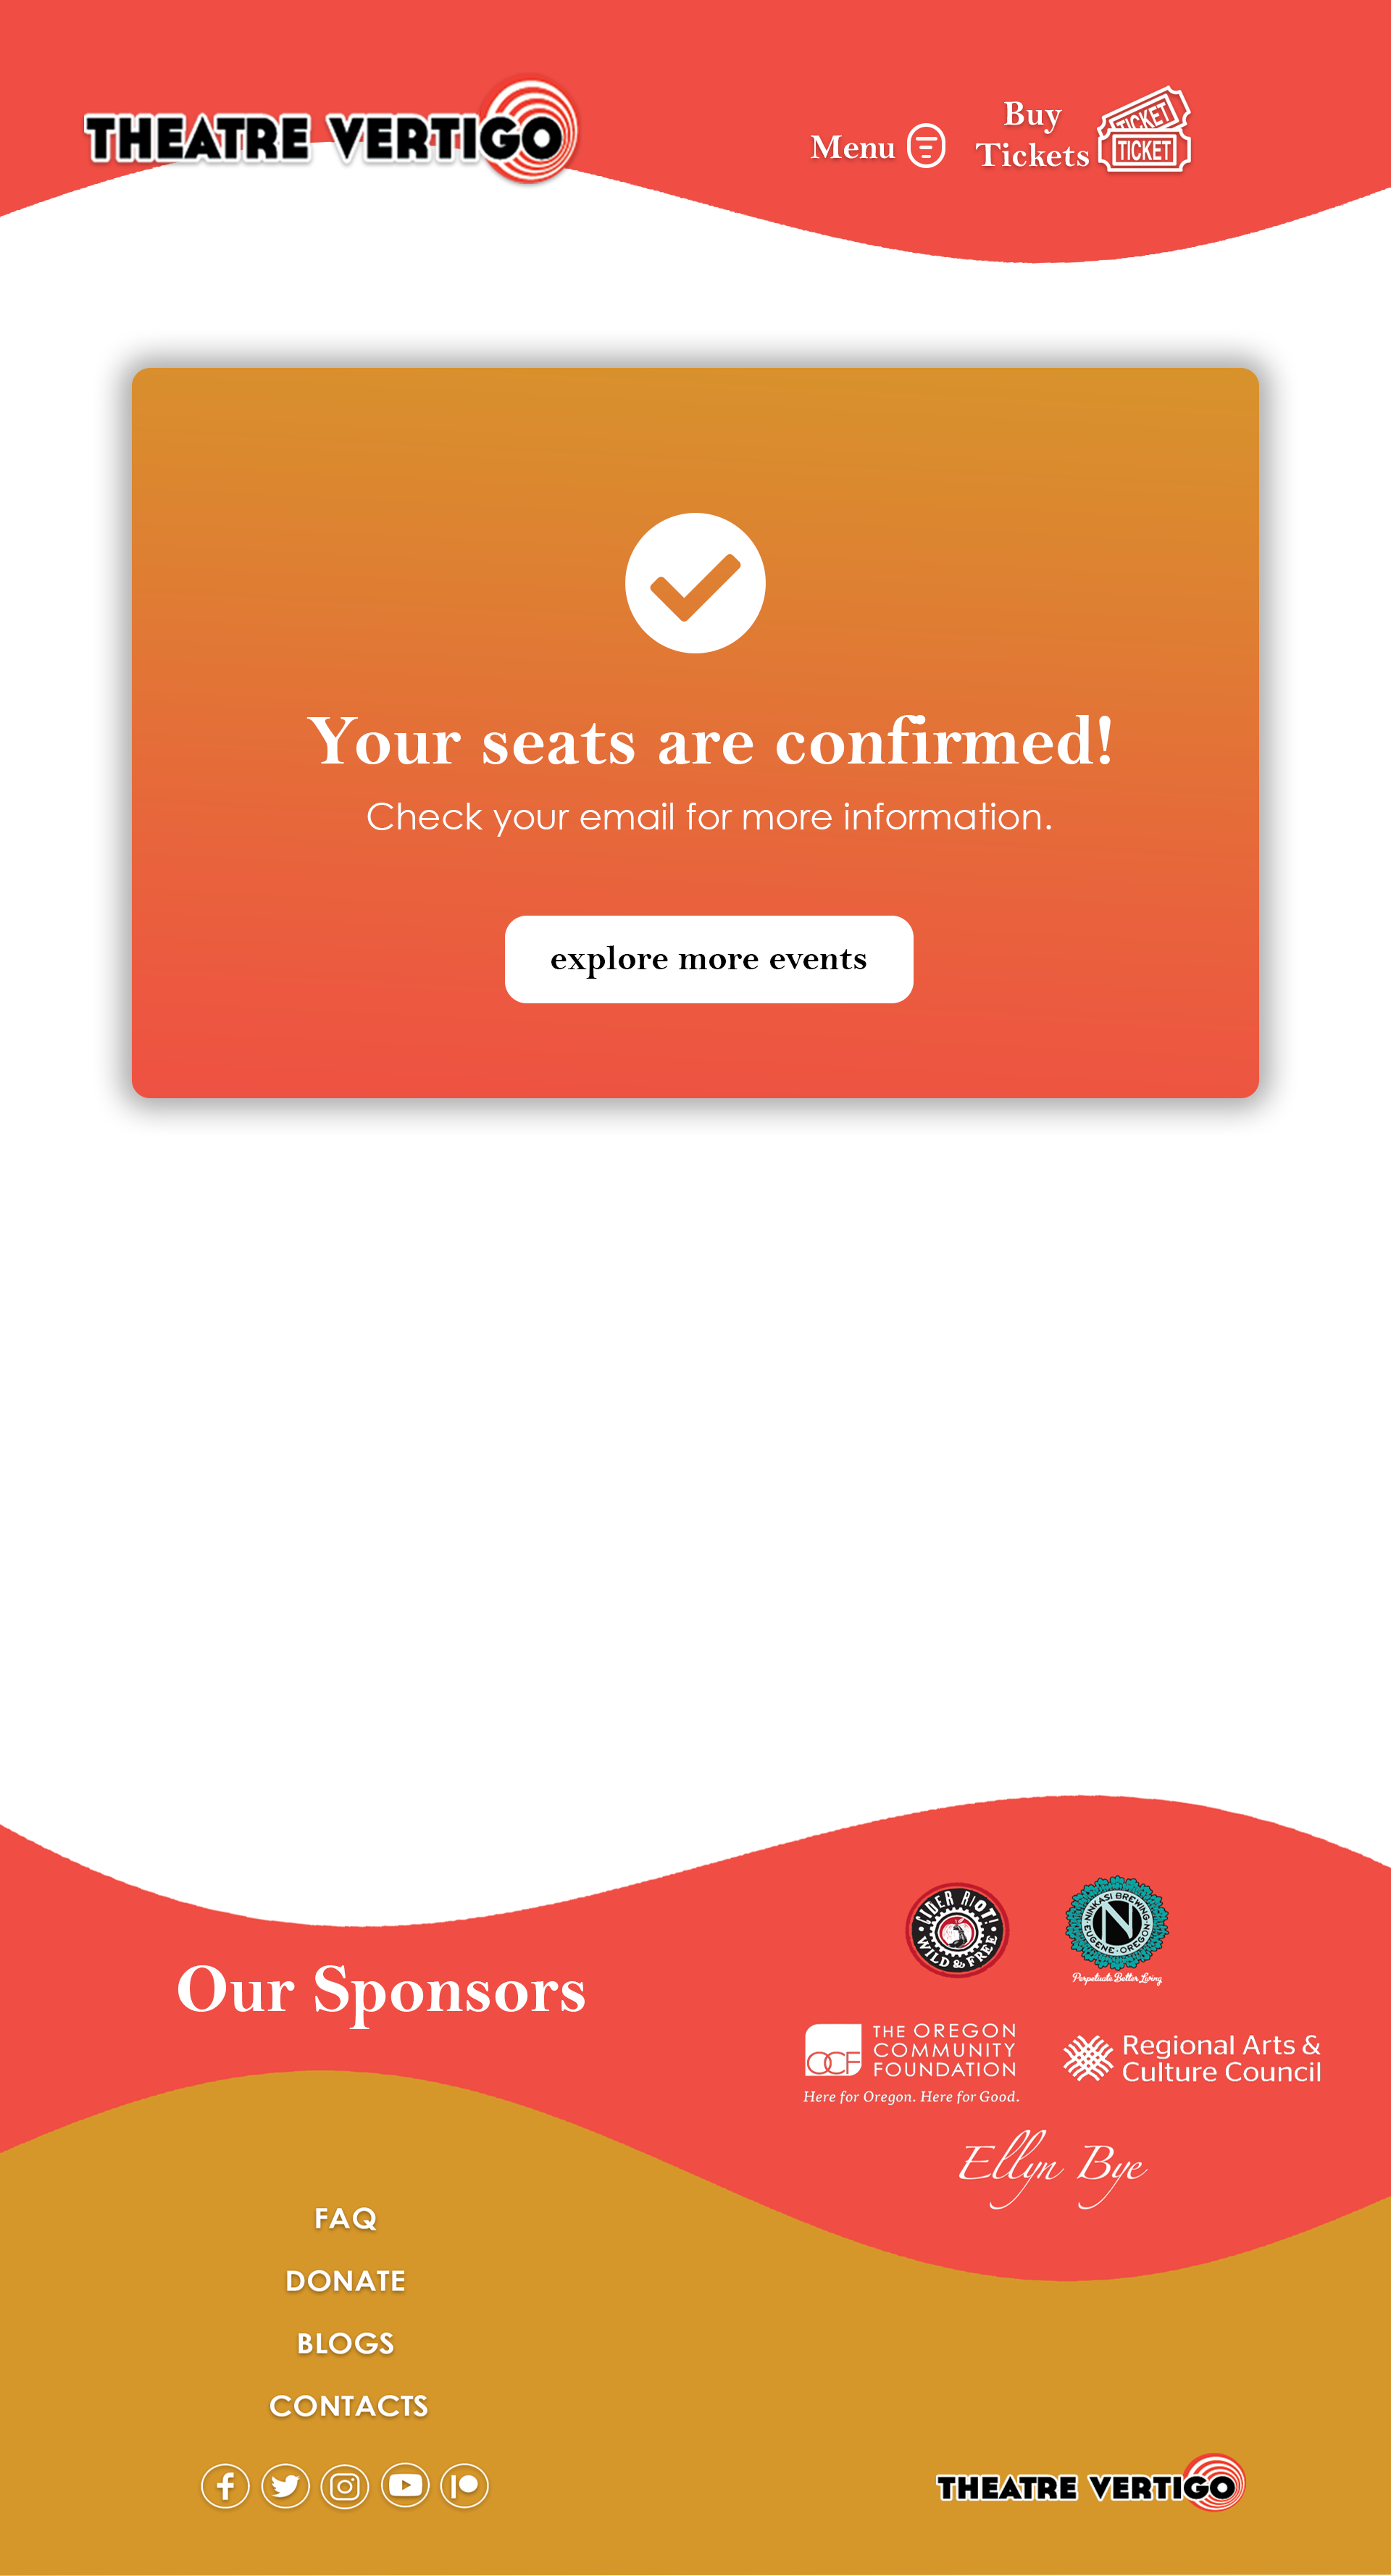 THEATRE VERTIGO
Menu
Buy
Tickets
TICKET
TICKET
Your seats are confirmed!
Check your email for more information.
explore more events
Our Sponsors
CIDER RIOT!
WILD & FREE
NINKASI BREWING
N
EUGENE · OREGON
Perpetuate Better Living
OCF
THE OREGON
COMMUNITY
FOUNDATION
Here for Oregon. Here for Good.
Regional Arts &
Culture Council
Ellyn Bye
FAQ
DONATE
BLOGS
CONTACTS
THEATRE VERTIGO